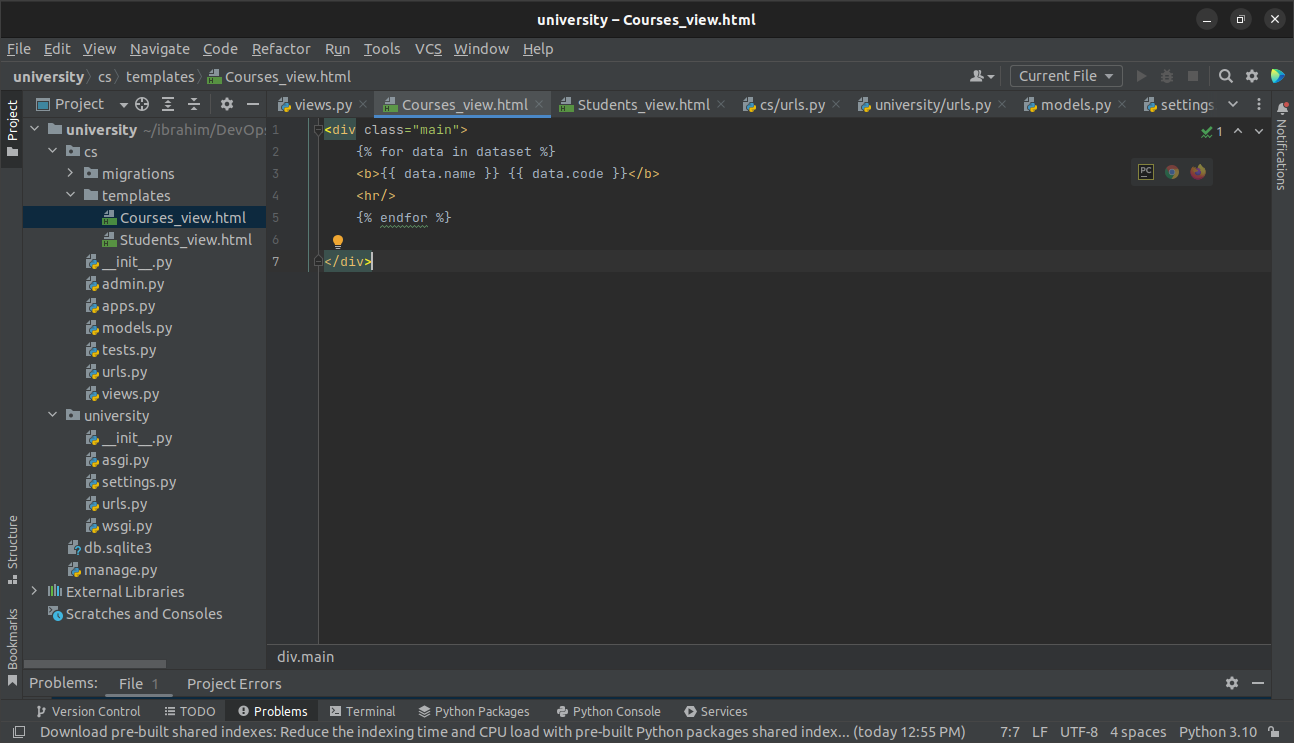 university – Courses_view.html
File Edit View Navigate Code Refactor Run Tools VCS Window Help
university cs templates Courses_view.html
Current File
Project
views.py Courses_view.html Students_view.html cs/urls.py university/urls.py models.py settings
Project
Structure
Bookmarks
university ~/ibrahim/DevOps
cs
migrations
templates
Courses_view.html
Students_view.html
__init__.py
admin.py
apps.py
models.py
tests.py
urls.py
views.py
university
__init__.py
asgi.py
settings.py
urls.py
wsgi.py
db.sqlite3
manage.py
External Libraries
Scratches and Consoles
1 <div class="main">
2 {% for data in dataset %}
3 <b>{{ data.name }} {{ data.code }}</b>
4 <hr/>
5 {% endfor %}
6
7 </div>
1
PC
Notifications
div.main
Problems: File 1 Project Errors
Version Control TODO Problems Terminal Python Packages Python Console Services
Download pre-built shared indexes: Reduce the indexing time and CPU load with pre-built Python packages shared index... (today 12:55 PM) 7:7 LF UTF-8 4 spaces Python 3.10